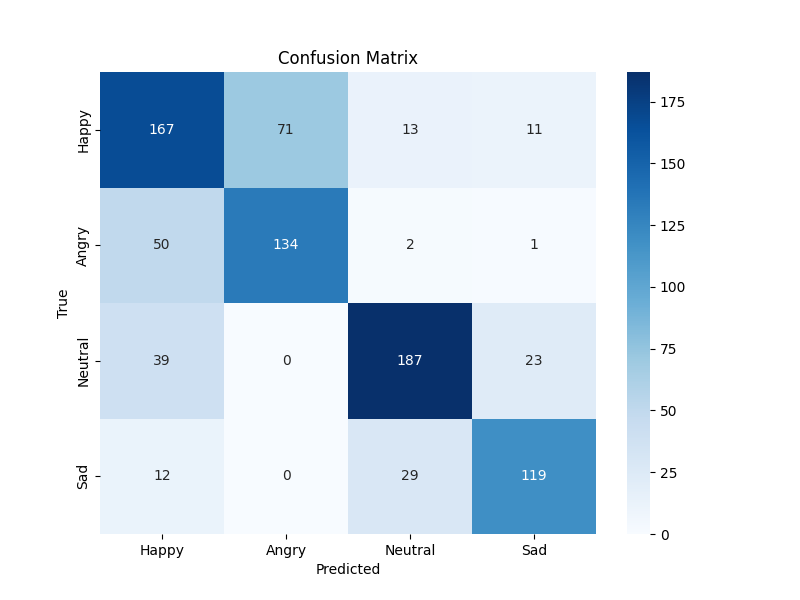 Confusion Matrix
Happy 167 71 13 11
Angry 50 134 2 1
Neutral 39 0 187 23
Sad 12 0 29 119
Happy Angry Neutral Sad
Predicted
True
175
150
125
100
75
50
25
0